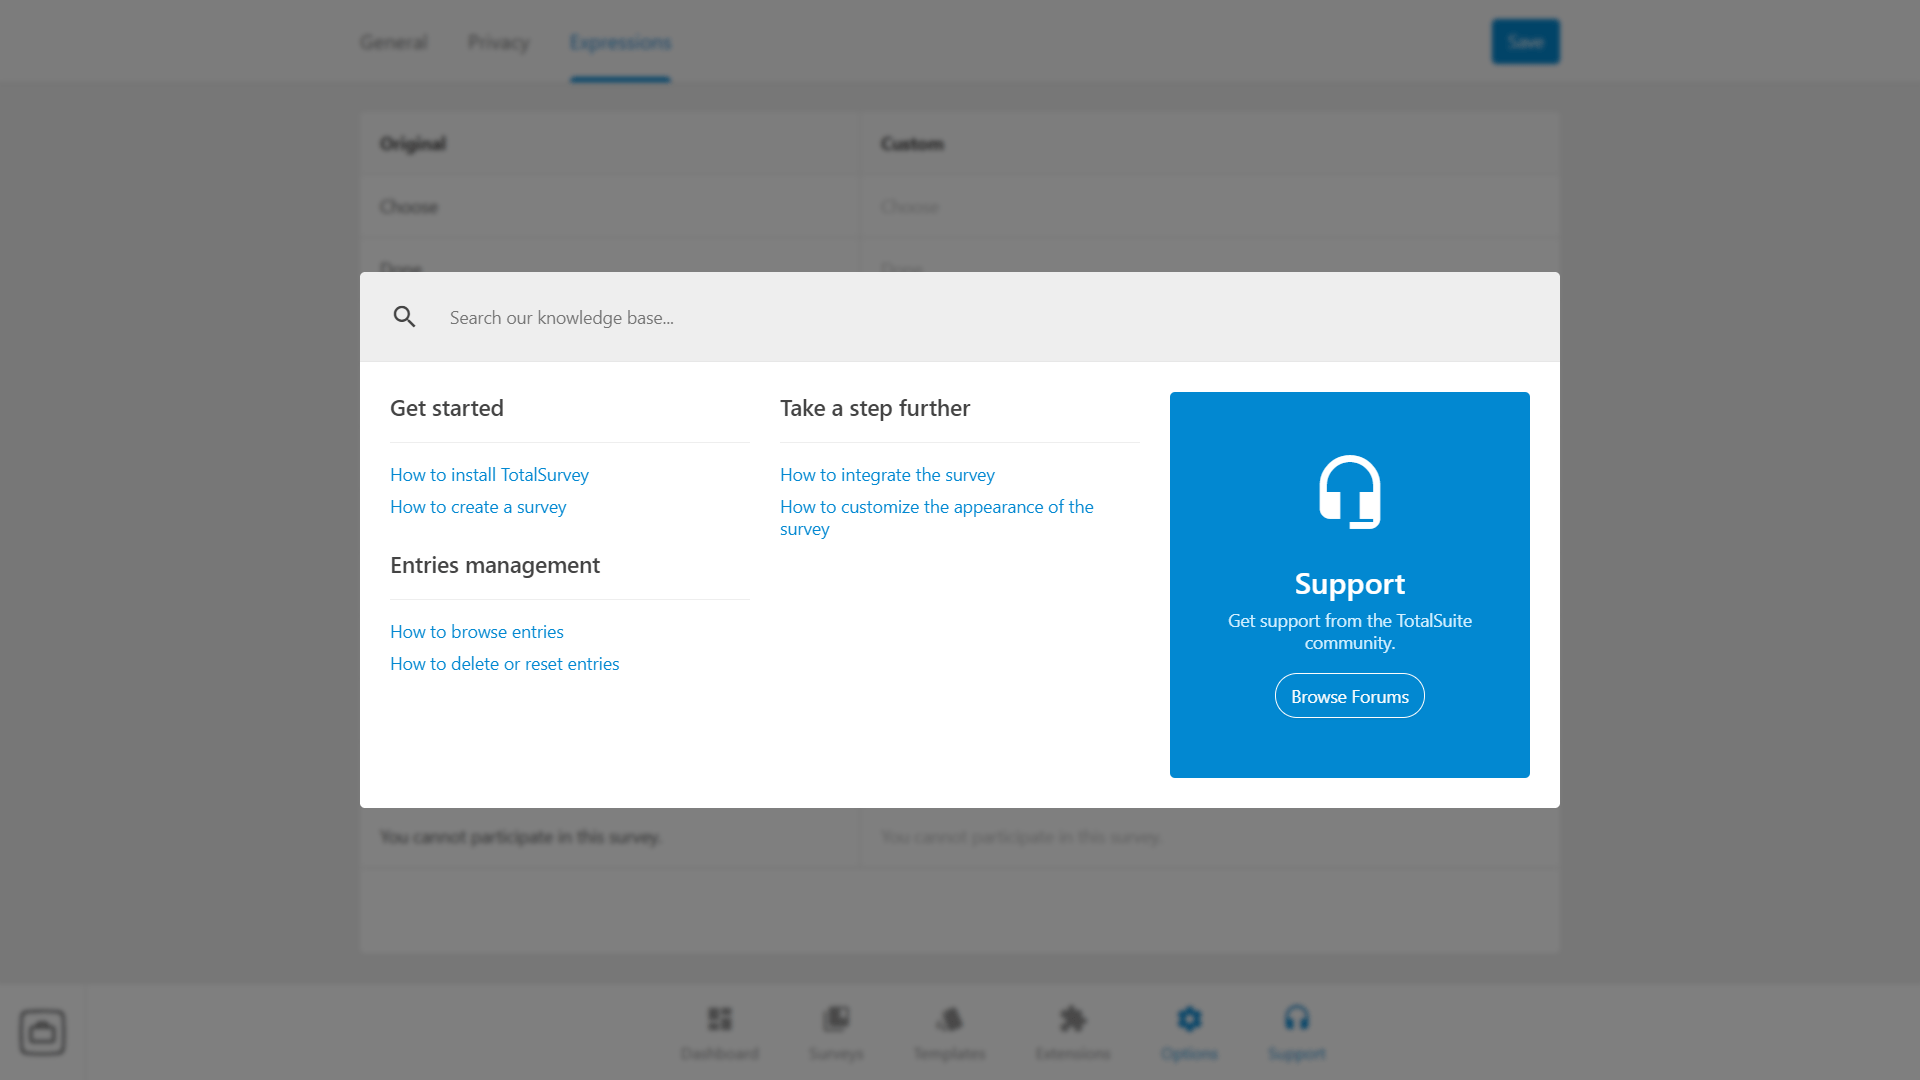 General
Privacy
Expressions
Save
Original
Custom
Choose
Choose
Done
Done
Search our knowledge base...
Get started
How to install TotalSurvey
How to create a survey
Entries management
How to browse entries
How to delete or reset entries
Take a step further
How to integrate the survey
How to customize the appearance of the
survey
Support
Get support from the TotalSuite
community.
Browse Forums
You cannot participate in this survey.
You cannot participate in this survey.
Dashboard
Surveys
Templates
Extensions
Options
Support